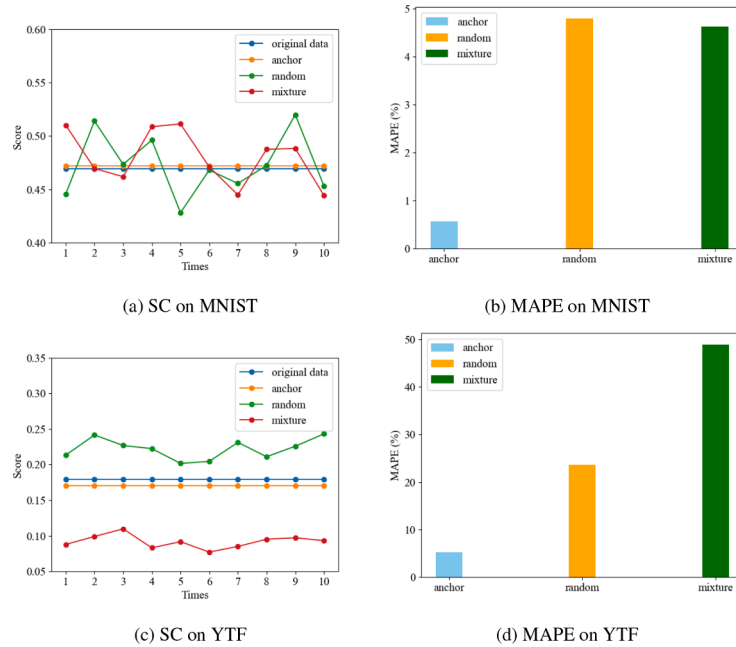 0.60
0.55
0.50
0.45
0.40
Score
original data
anchor
random
mixture
1 2 3 4 5 6 7 8 9 10
Times
(a) SC on MNIST
5
4
3
2
1
0
MAPE (%)
anchor
random
mixture
anchor random mixture
(b) MAPE on MNIST
0.35
0.30
0.25
0.20
0.15
0.10
0.05
Score
original data
anchor
random
mixture
1 2 3 4 5 6 7 8 9 10
Times
(c) SC on YTF
50
40
30
20
10
0
MAPE (%)
anchor
random
mixture
anchor random mixture
(d) MAPE on YTF